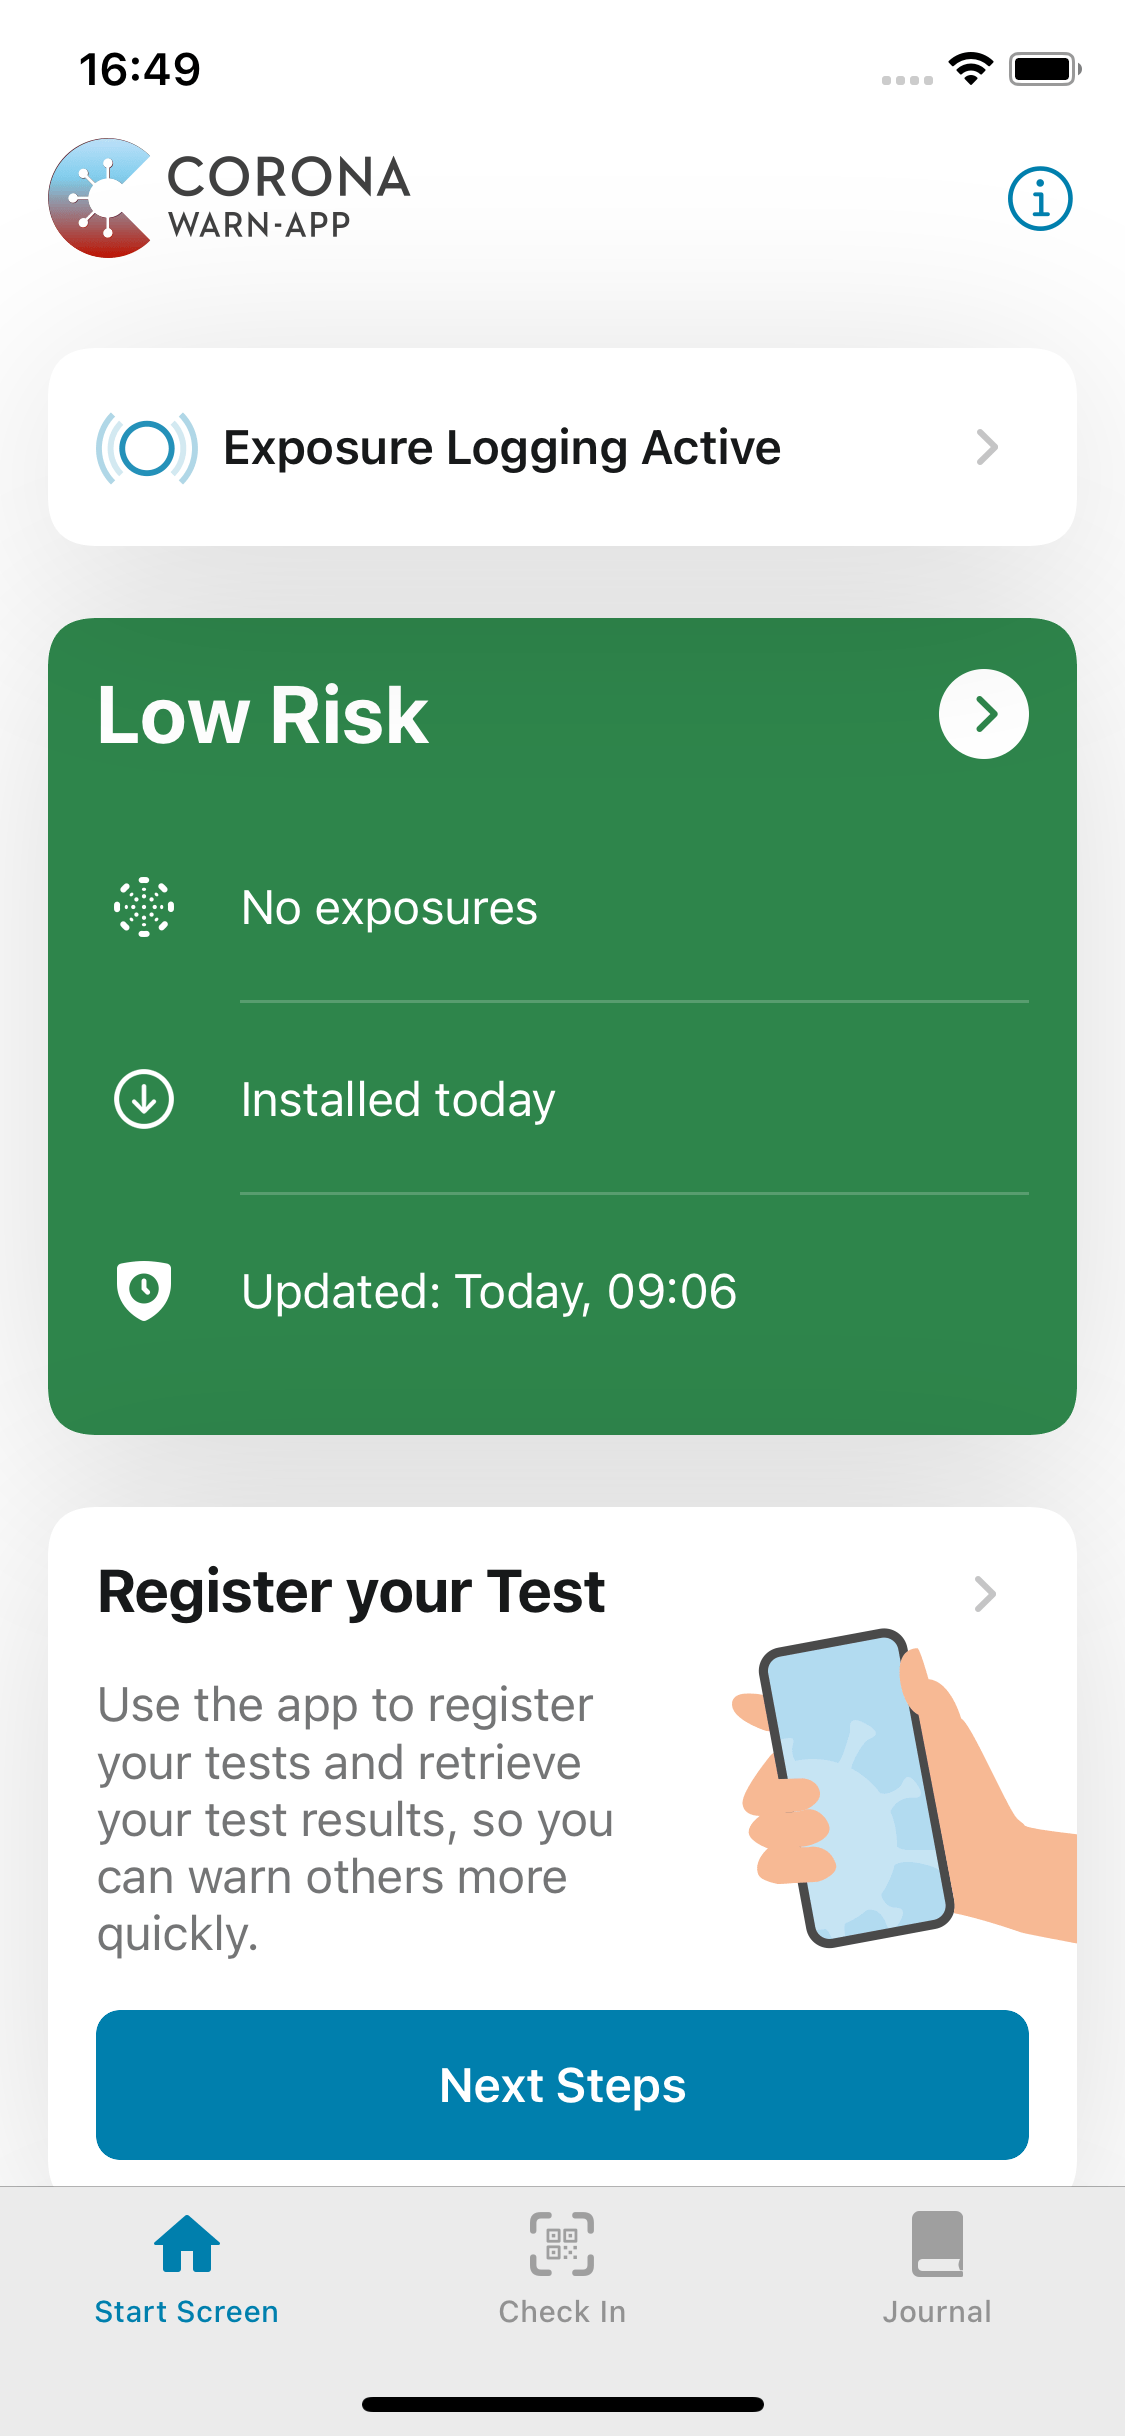 16:49
CORONA
WARN-APP
Exposure Logging Active
Low Risk
No exposures
Installed today
Updated: Today, 09:06
Register your Test
Use the app to register
your tests and retrieve
your test results, so you
can warn others more
quickly.
Next Steps
Start Screen
Check In
Journal